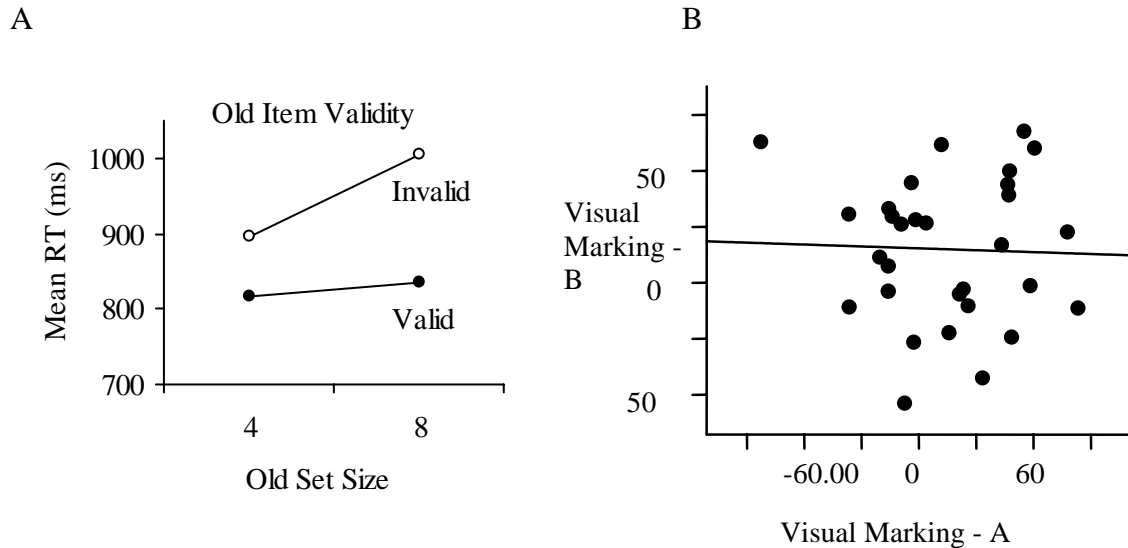 A
Old Item Validity
1000
900
800
700
Mean RT (ms)
Invalid
Valid
4 8
Old Set Size
B
50
0
50
Visual
Marking -
B
-60.00 0 60
Visual Marking - A